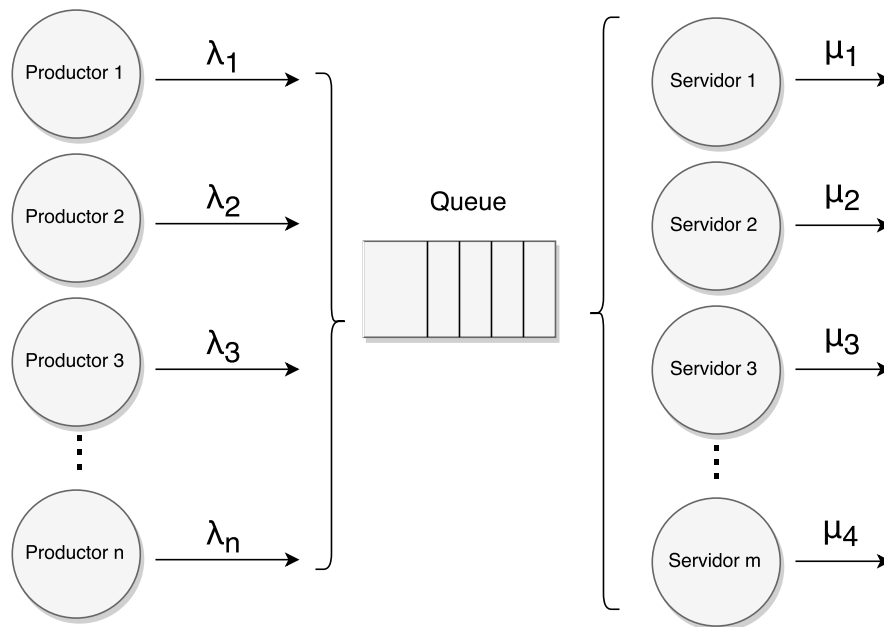 Productor 1
λ1
Productor 2
λ2
Productor 3
λ3
Productor n
λn
Queue
Servidor 1
μ1
Servidor 2
μ2
Servidor 3
μ3
Servidor m
μ4